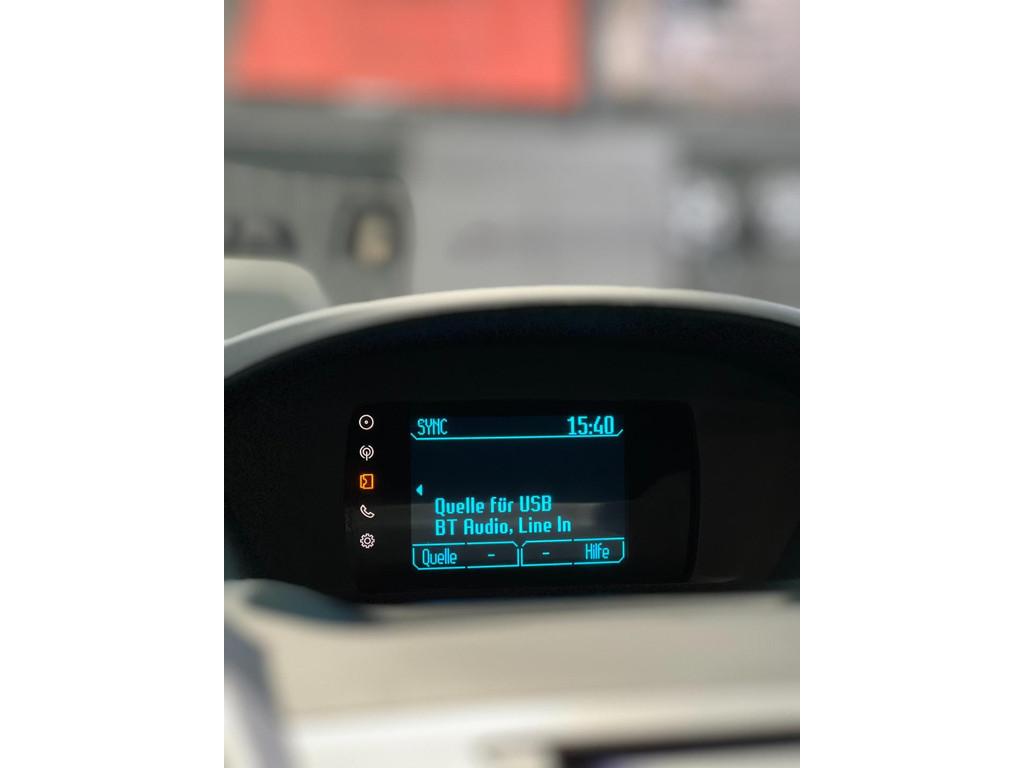 SYNC 15:40
Quelle für USB
BT Audio, Line In
Quelle - - Hilfe